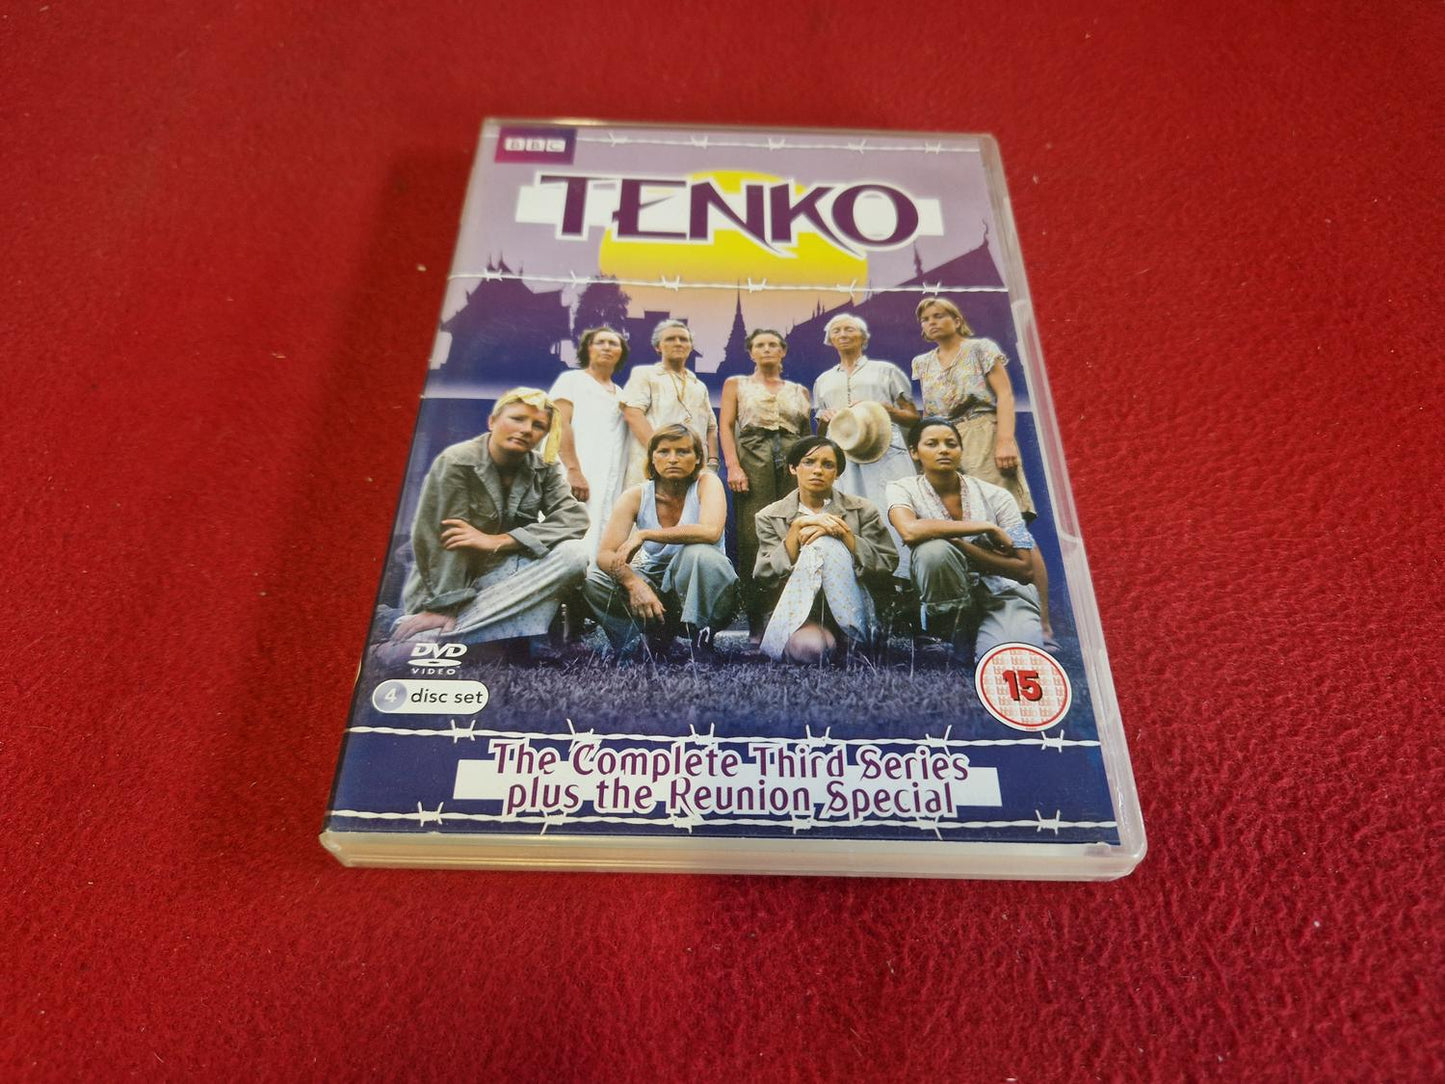 BBC
TENKO
DVD
VIDEO
4 disc set
15
The Complete Third Series
plus the Reunion Special